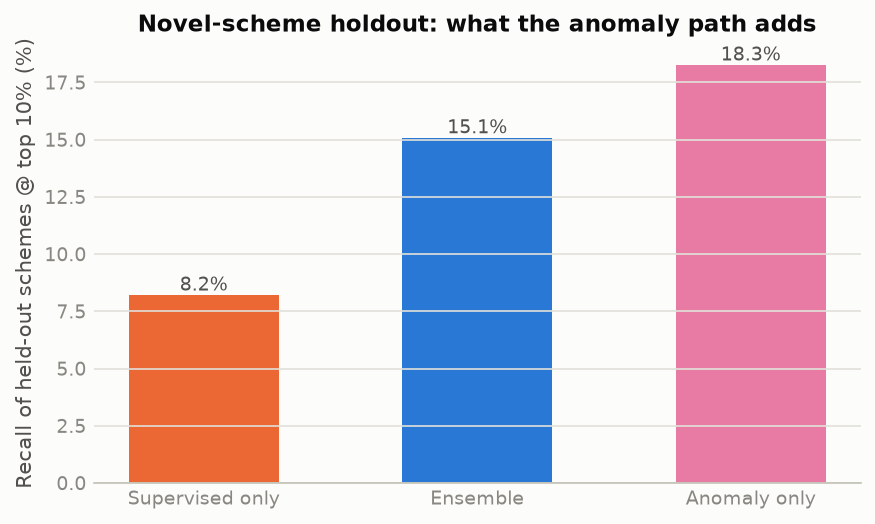 Novel-scheme holdout: what the anomaly path adds
Recall of held-out schemes @ top 10% (%)
17.5
15.0
12.5
10.0
7.5
5.0
2.5
0.0
8.2%
15.1%
18.3%
Supervised only
Ensemble
Anomaly only